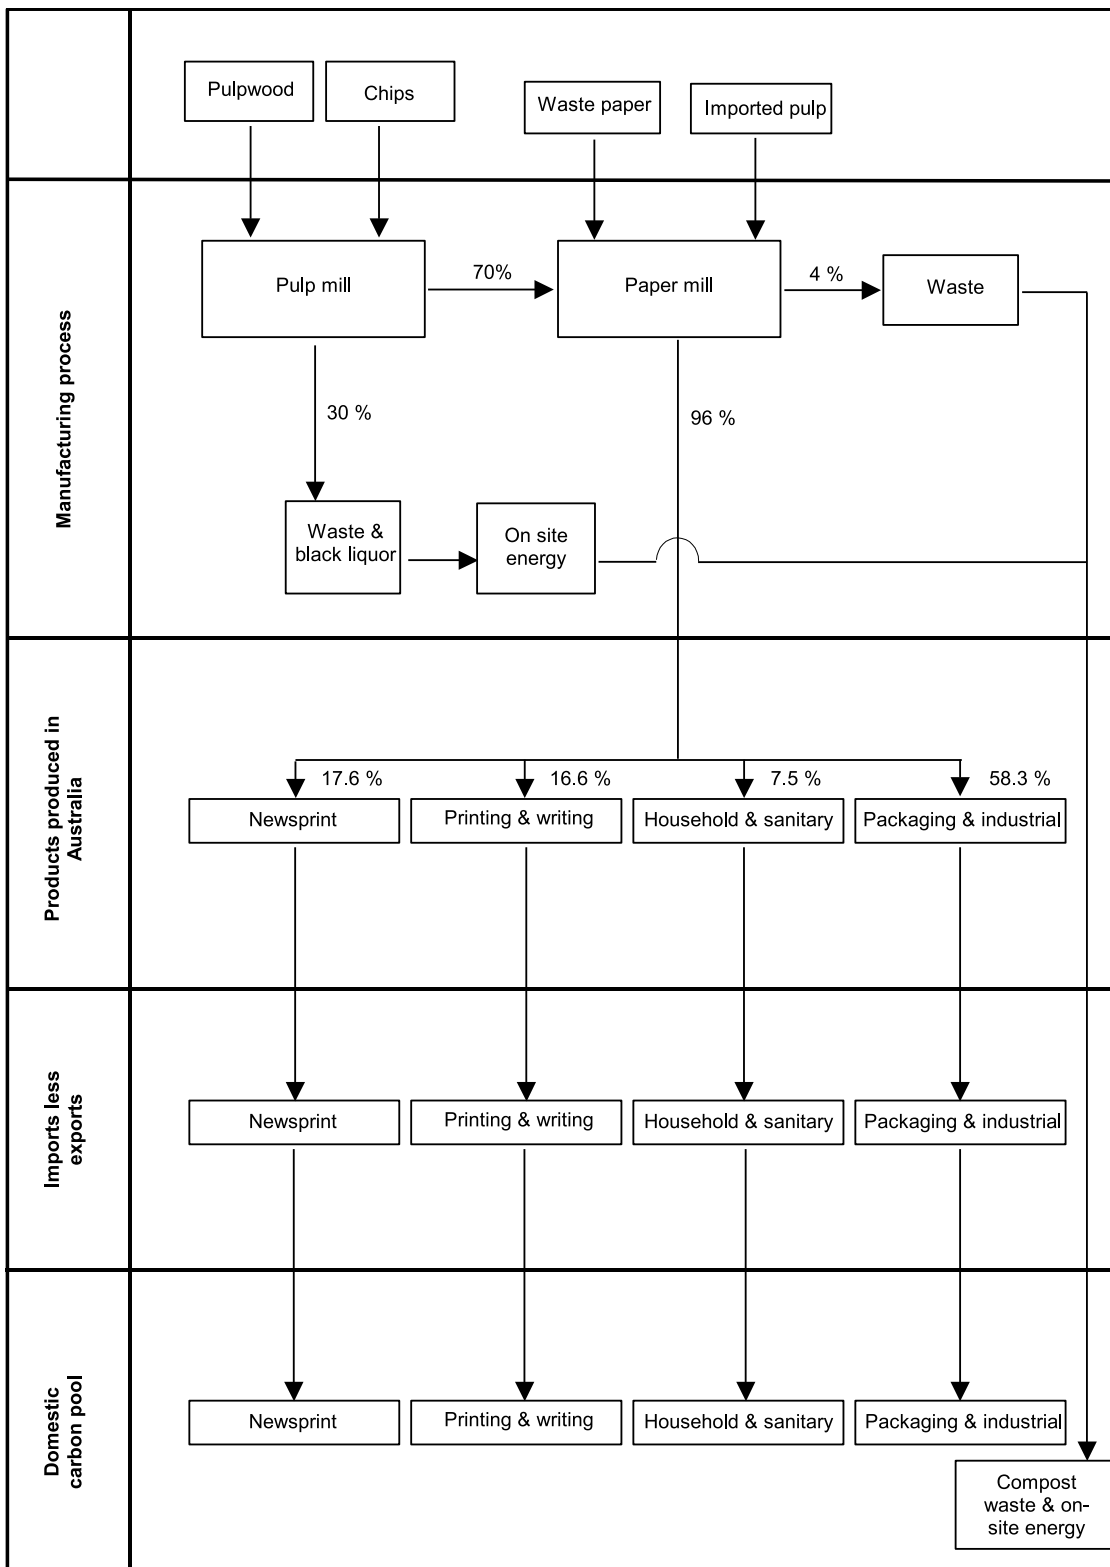 Pulpwood
Chips
Waste paper
Imported pulp
Manufacturing process
Pulp mill
70%
Paper mill
4 %
Waste
30 %
96 %
Waste &
black liquor
On site
energy
Products produced in
Australia
17.6 %
16.6 %
7.5 %
58.3 %
Newsprint
Printing & writing
Household & sanitary
Packaging & industrial
Imports less
exports
Newsprint
Printing & writing
Household & sanitary
Packaging & industrial
Domestic
carbon pool
Newsprint
Printing & writing
Household & sanitary
Packaging & industrial
Compost
waste & on-
site energy